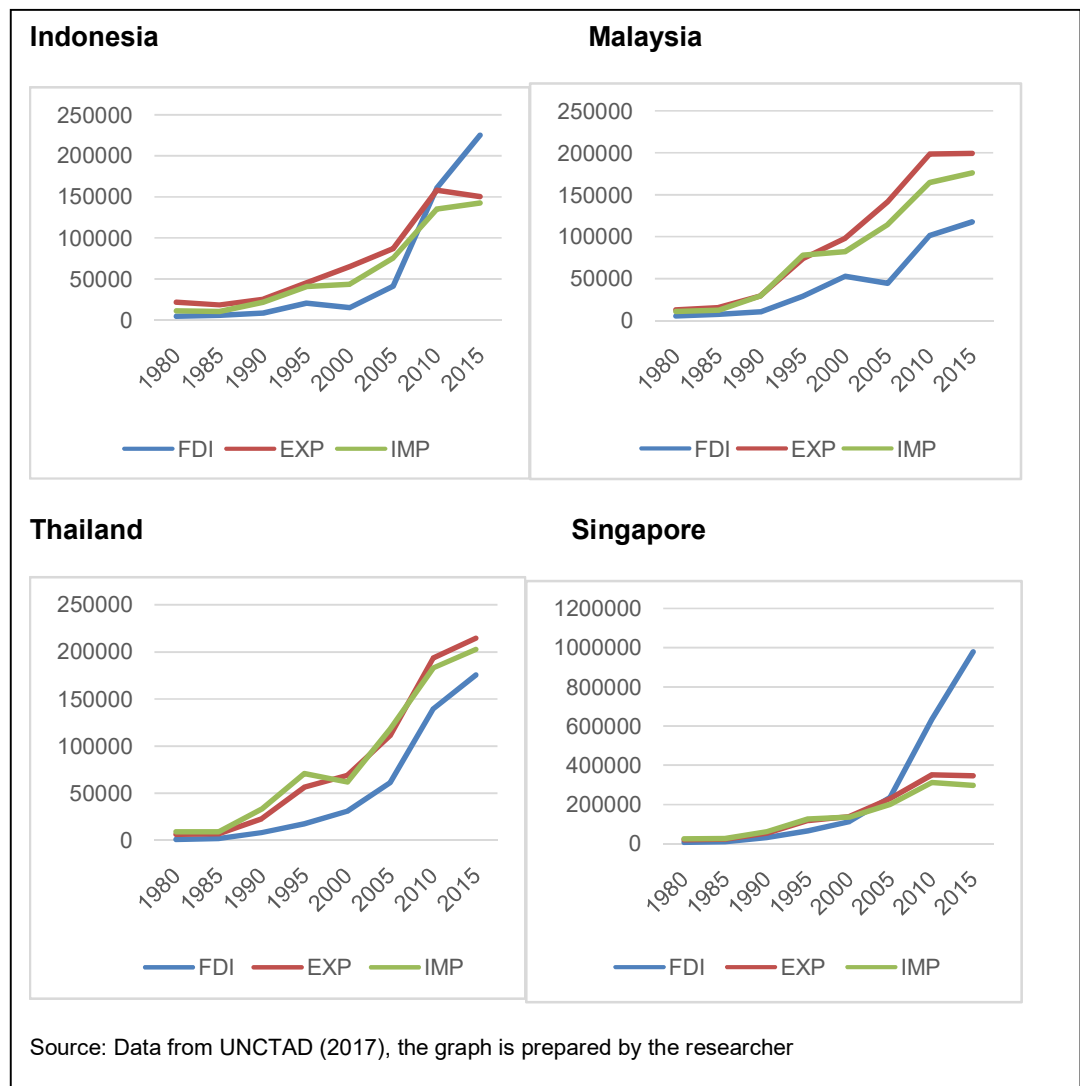 Indonesia
Malaysia
250000
200000
150000
100000
50000
0
1980 1985 1990 1995 2000 2005 2010 2015
FDI EXP IMP
250000
200000
150000
100000
50000
0
1980 1985 1990 1995 2000 2005 2010 2015
FDI EXP IMP
Thailand
Singapore
250000
200000
150000
100000
50000
0
1980 1985 1990 1995 2000 2005 2010 2015
FDI EXP IMP
1200000
1000000
800000
600000
400000
200000
0
1980 1985 1990 1995 2000 2005 2010 2015
FDI EXP IMP
Source: Data from UNCTAD (2017), the graph is prepared by the researcher